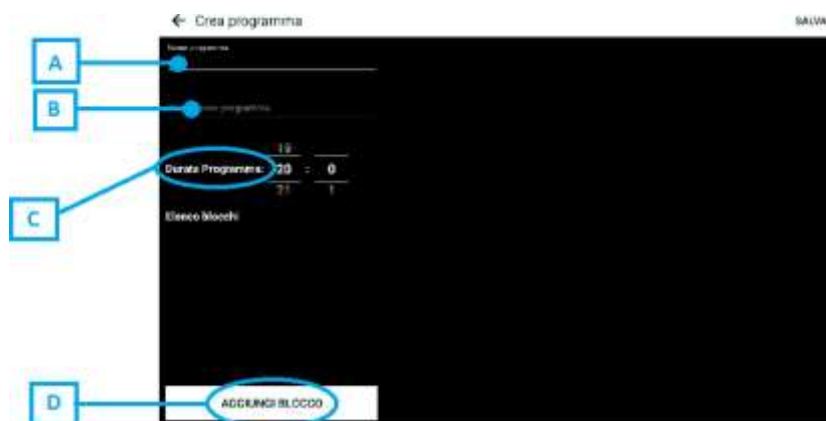 Crea programma
SALVA
A
Nome programma
B
programma
19
Durata Programma: 20 : 0
21 1
C
Elenco blocchi
D
AGGIUNGI BLOCCO